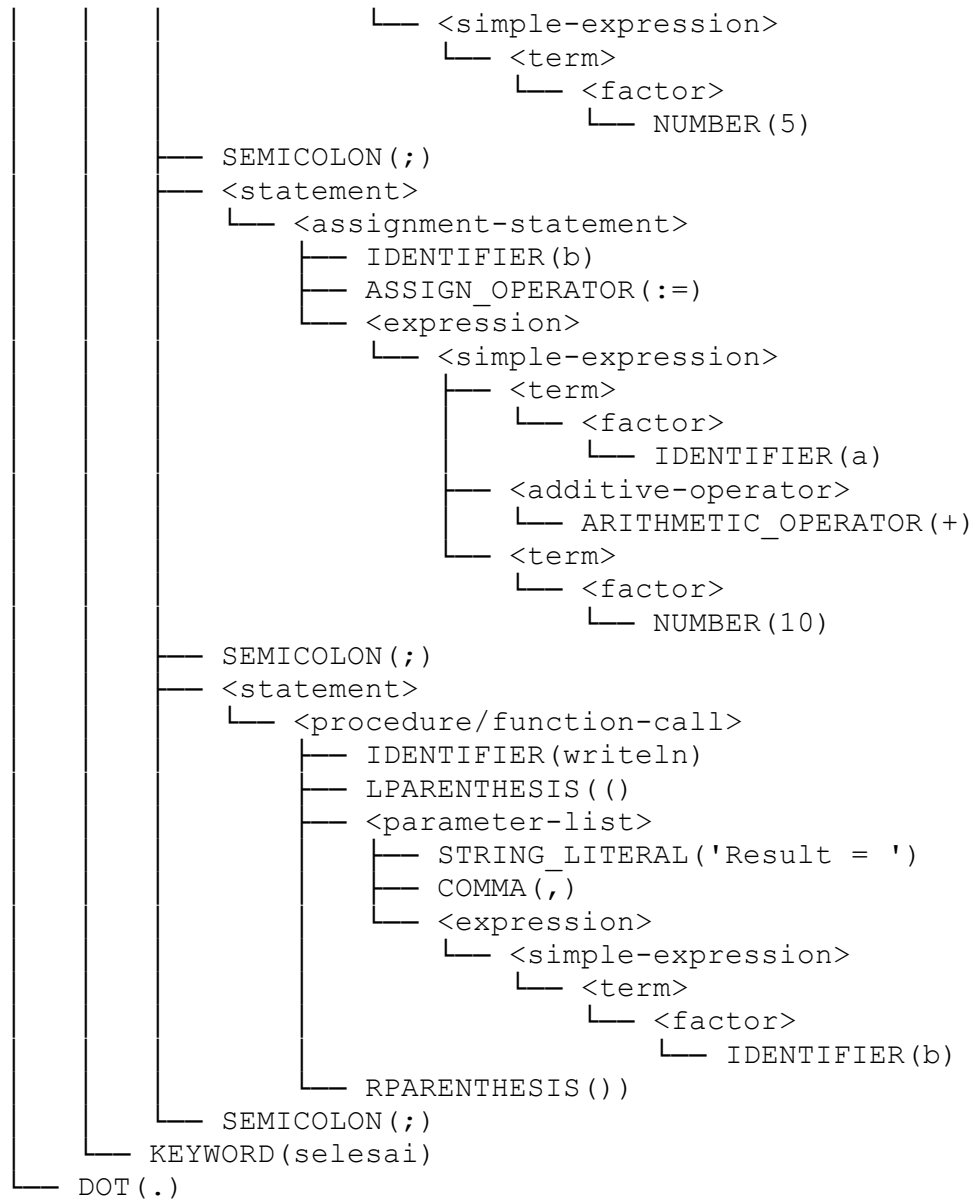 │     │     │                 └── <simple-expression>
│     │     │                       └── <term>
│     │     │                             └── <factor>
│     │     │                                   └── NUMBER(5)
│     │     ├── SEMICOLON(;)
│     │     ├── <statement>
│     │     │     └── <assignment-statement>
│     │     │           ├── IDENTIFIER(b)
│     │     │           ├── ASSIGN_OPERATOR(:=)
│     │     │           └── <expression>
│     │     │                 └── <simple-expression>
│     │     │                       ├── <term>
│     │     │                       │     └── <factor>
│     │     │                       │           └── IDENTIFIER(a)
│     │     │                       ├── <additive-operator>
│     │     │                       │     └── ARITHMETIC_OPERATOR(+)
│     │     │                       └── <term>
│     │     │                             └── <factor>
│     │     │                                   └── NUMBER(10)
│     │     ├── SEMICOLON(;)
│     │     ├── <statement>
│     │     │     └── <procedure/function-call>
│     │     │           ├── IDENTIFIER(writeln)
│     │     │           ├── LPARENTHESIS(()
│     │     │           ├── <parameter-list>
│     │     │           │     ├── STRING_LITERAL('Result = ')
│     │     │           │     ├── COMMA(,)
│     │     │           │     └── <expression>
│     │     │           │           └── <simple-expression>
│     │     │           │                 └── <term>
│     │     │           │                       └── <factor>
│     │     │           │                             └── IDENTIFIER(b)
│     │     │           └── RPARENTHESIS())
│     │     └── SEMICOLON(;)
│     └── KEYWORD(selesai)
└── DOT(.)